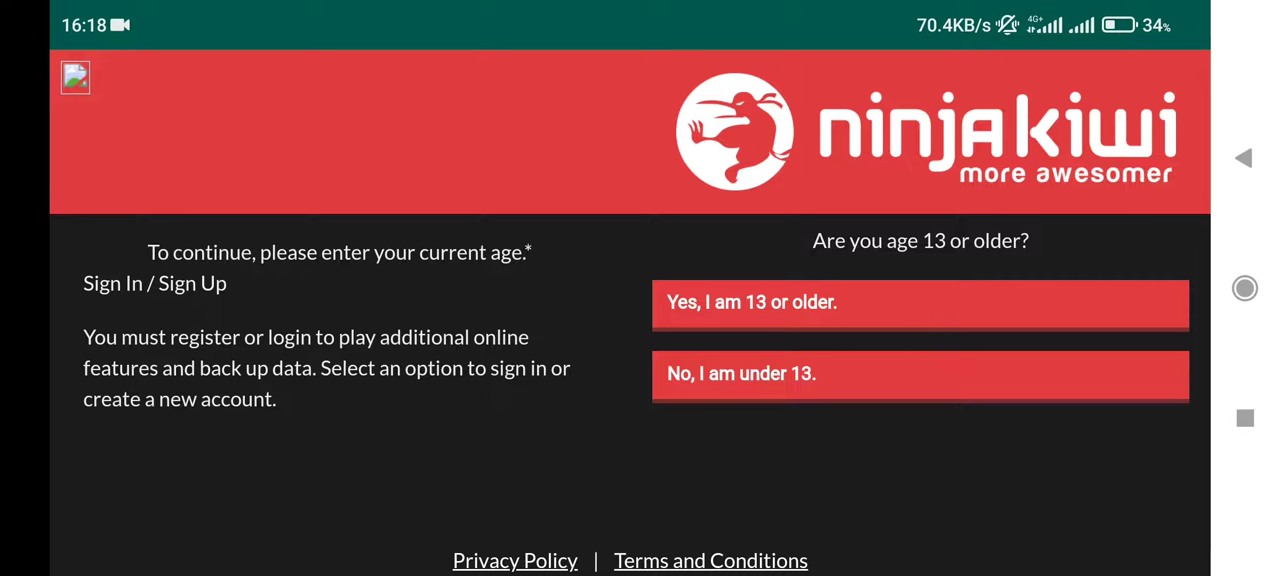 16:18
70.4KB/s 4G+ 34%
ninjakiwi
more awesomer
To continue, please enter your current age.*
Sign In / Sign Up
You must register or login to play additional online
features and back up data. Select an option to sign in or
create a new account.
Are you age 13 or older?
Yes, I am 13 or older.
No, I am under 13.
Privacy Policy | Terms and Conditions